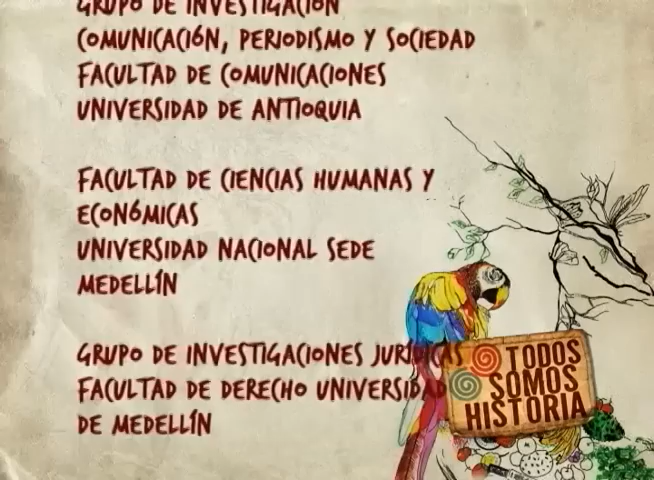 GRUPO DE INVESTIGACIÓN
COMUNICACIÓN, PERIODISMO Y SOCIEDAD
FACULTAD DE COMUNICACIONES
UNIVERSIDAD DE ANTIOQUIA
FACULTAD DE CIENCIAS HUMANAS Y
ECONÓMICAS
UNIVERSIDAD NACIONAL SEDE
MEDELLÍN
GRUPO DE INVESTIGACIONES JURÍDICAS
FACULTAD DE DERECHO UNIVERSIDAD
DE MEDELLÍN
TODOS
SOMOS
HISTORIA